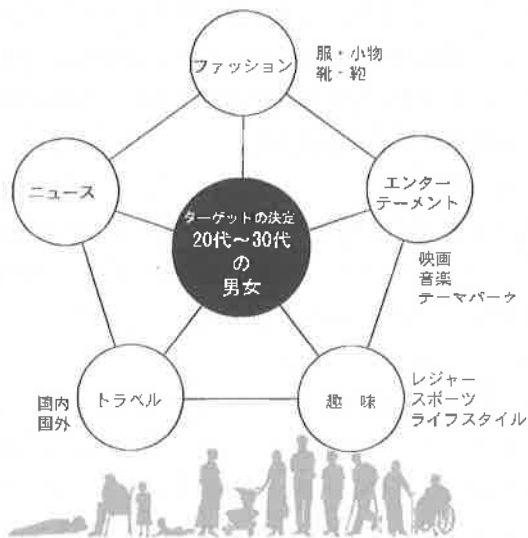 ファッション
服・小物
靴・鞄
ニュース
エンター
テーメント
ターゲットの決定
20代～30代
の
男女
映画
音楽
テーマパーク
国内
国外
トラベル
趣 味
レジャー
スポーツ
ライフスタイル